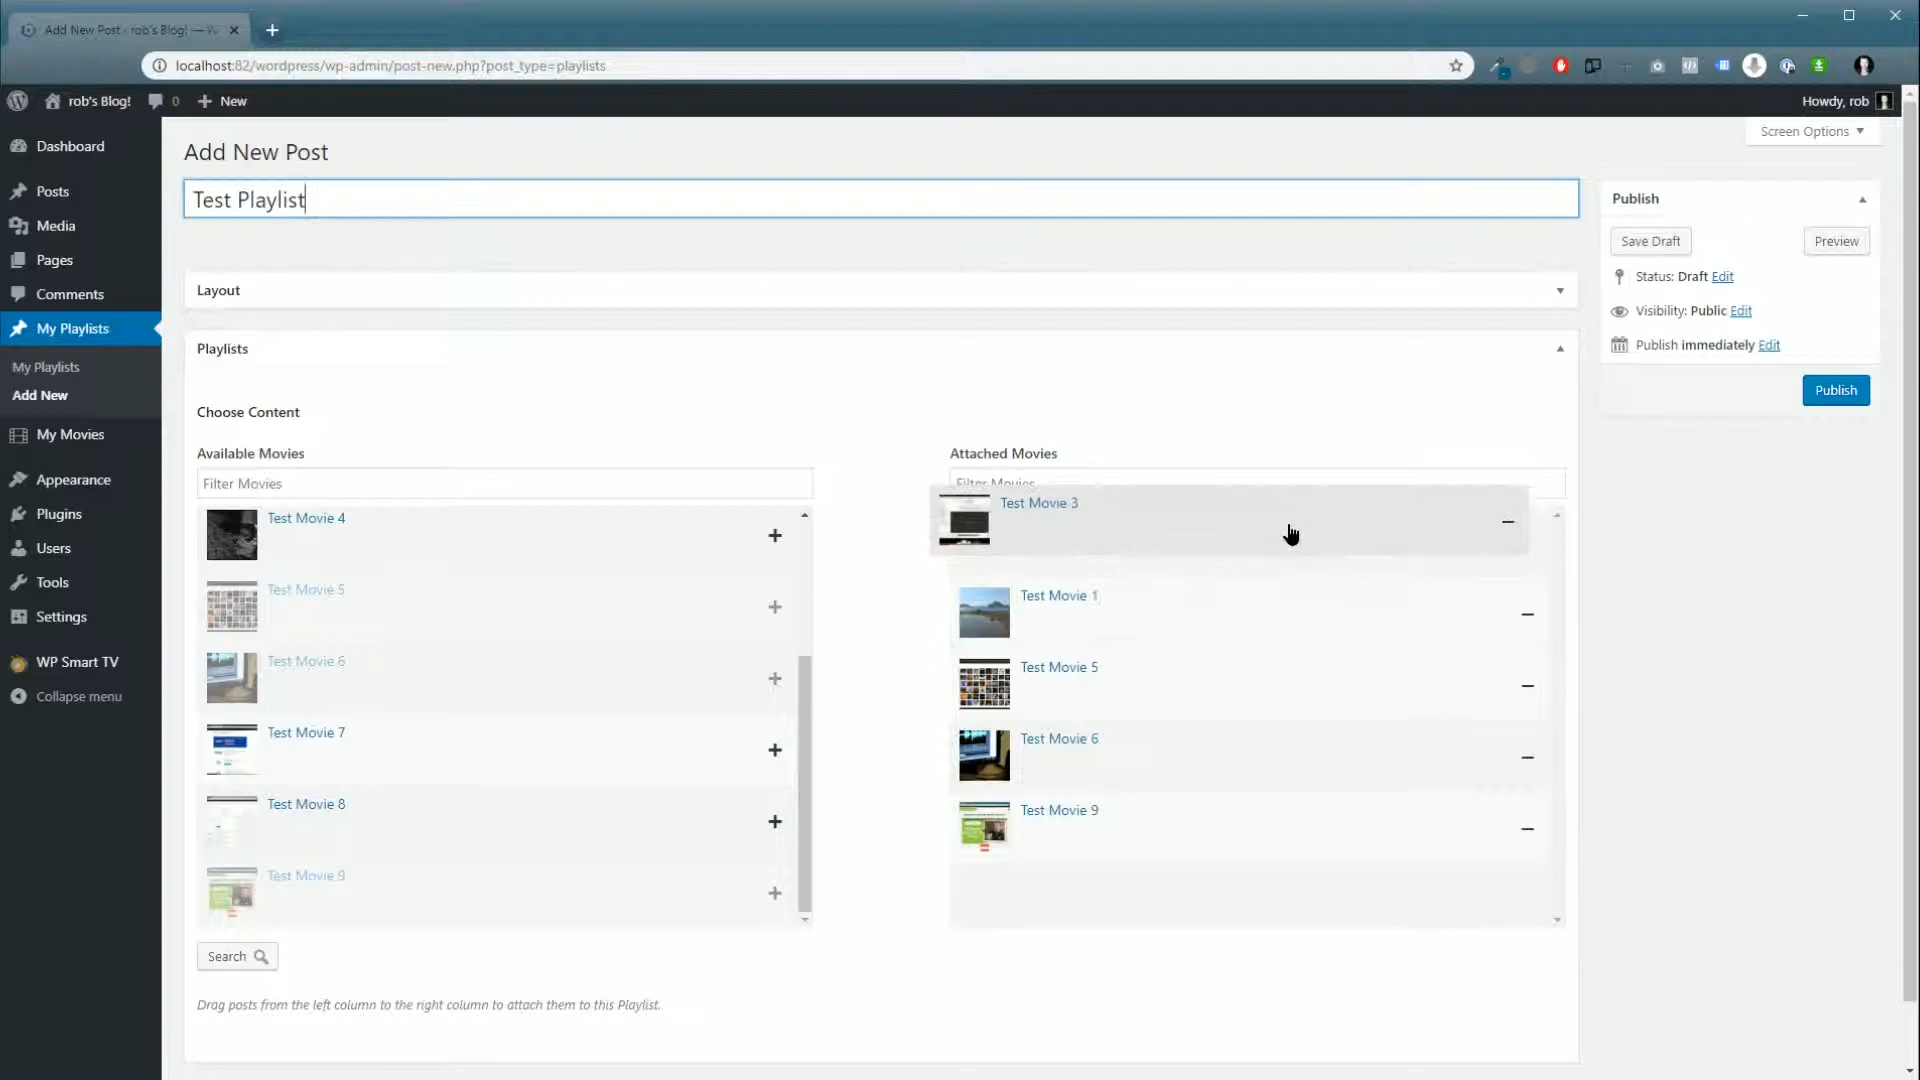 Add New Post ‹ rob's Blog! — W
localhost:82/wordpress/wp-admin/post-new.php?post_type=playlists
rob's Blog!
0
New
Howdy, rob
Screen Options
Dashboard
Posts
Media
Pages
Comments
My Playlists
My Playlists
Add New
My Movies
Appearance
Plugins
Users
Tools
Settings
WP Smart TV
Collapse menu
Add New Post
Test Playlist
Layout
Playlists
Choose Content
Available Movies
Filter Movies
Test Movie 4
Test Movie 5
Test Movie 6
Test Movie 7
Test Movie 8
Test Movie 9
Search
Drag posts from the left column to the right column to attach them to this Playlist.
Attached Movies
Filter Movies
Test Movie 3
Test Movie 1
Test Movie 5
Test Movie 6
Test Movie 9
Publish
Save Draft
Preview
Status: Draft Edit
Visibility: Public Edit
Publish immediately Edit
Publish